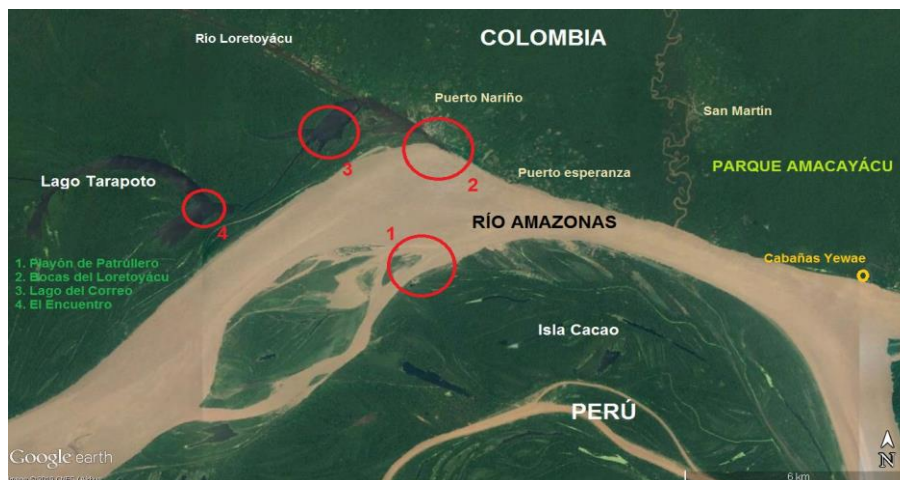 COLOMBIA
Rio Loretoyácu
Puerto Nariño
San Martin
3
2
Puerto esperanza
PARQUE AMACAYÁCU
Lago Tarapoto
4
1
RÍO AMAZONAS
1. Playón de Patrullero
2. Bocas del Loretoyácu
3. Lago del Correo
4. El Encuentro
Cabañas Yewae
Isla Cacao
PERÚ
Google earth
N
6 km